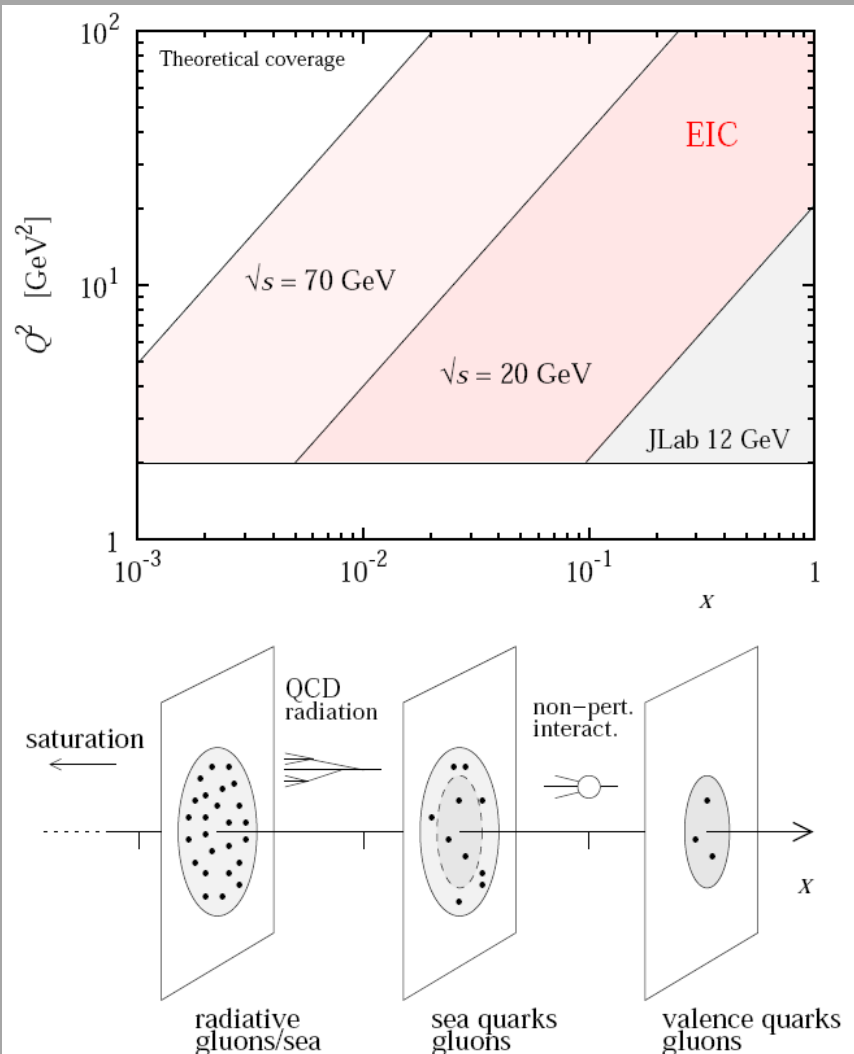 10²
Theoretical coverage
EIC
Q² [GeV²]
10¹
√s = 70 GeV
√s = 20 GeV
JLab 12 GeV
1
10⁻³ 10⁻² 10⁻¹ 1
x
QCD
radiation
non−pert.
interact.
saturation
x
radiative
gluons/sea
sea quarks
gluons
valence quarks
gluons